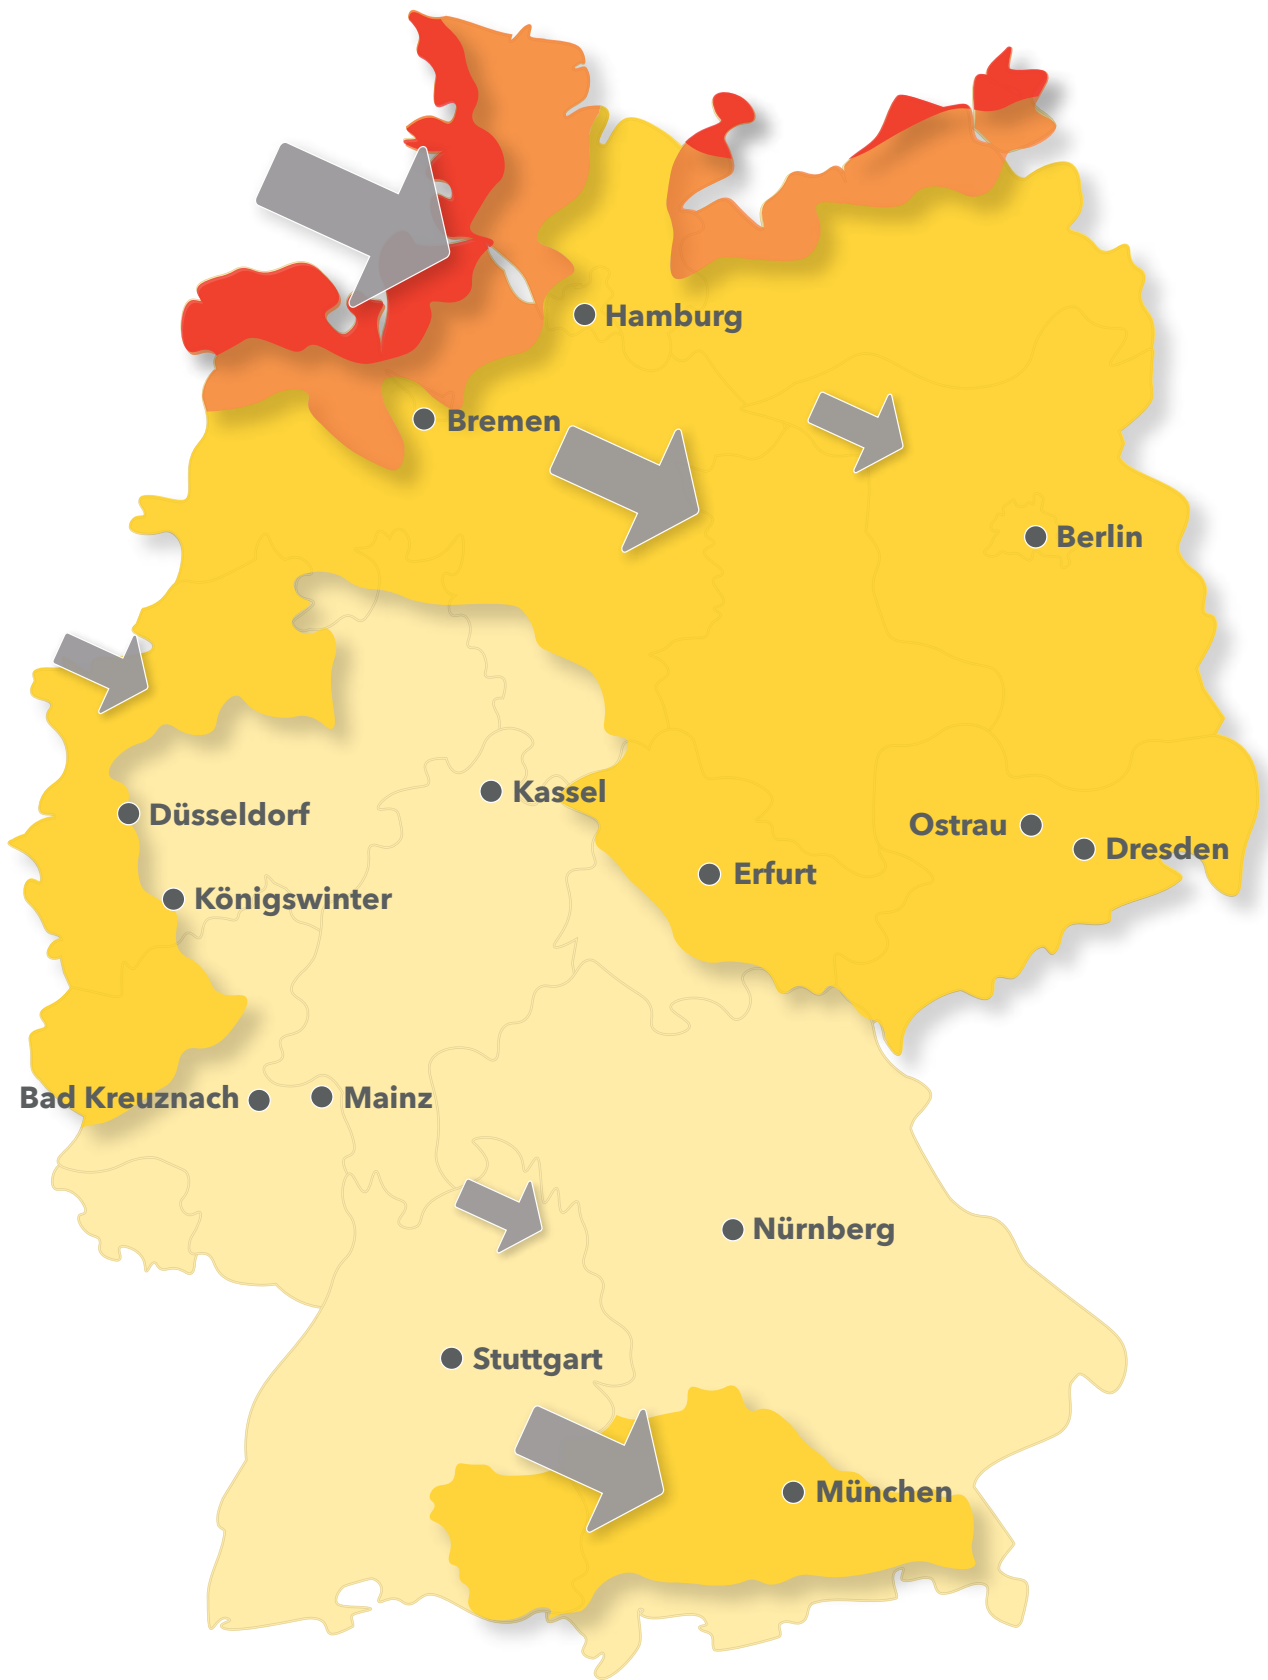 Hamburg
Bremen
Berlin
Kassel
Düsseldorf
Ostrau
Dresden
Erfurt
Königswinter
Bad Kreuznach
Mainz
Nürnberg
Stuttgart
München